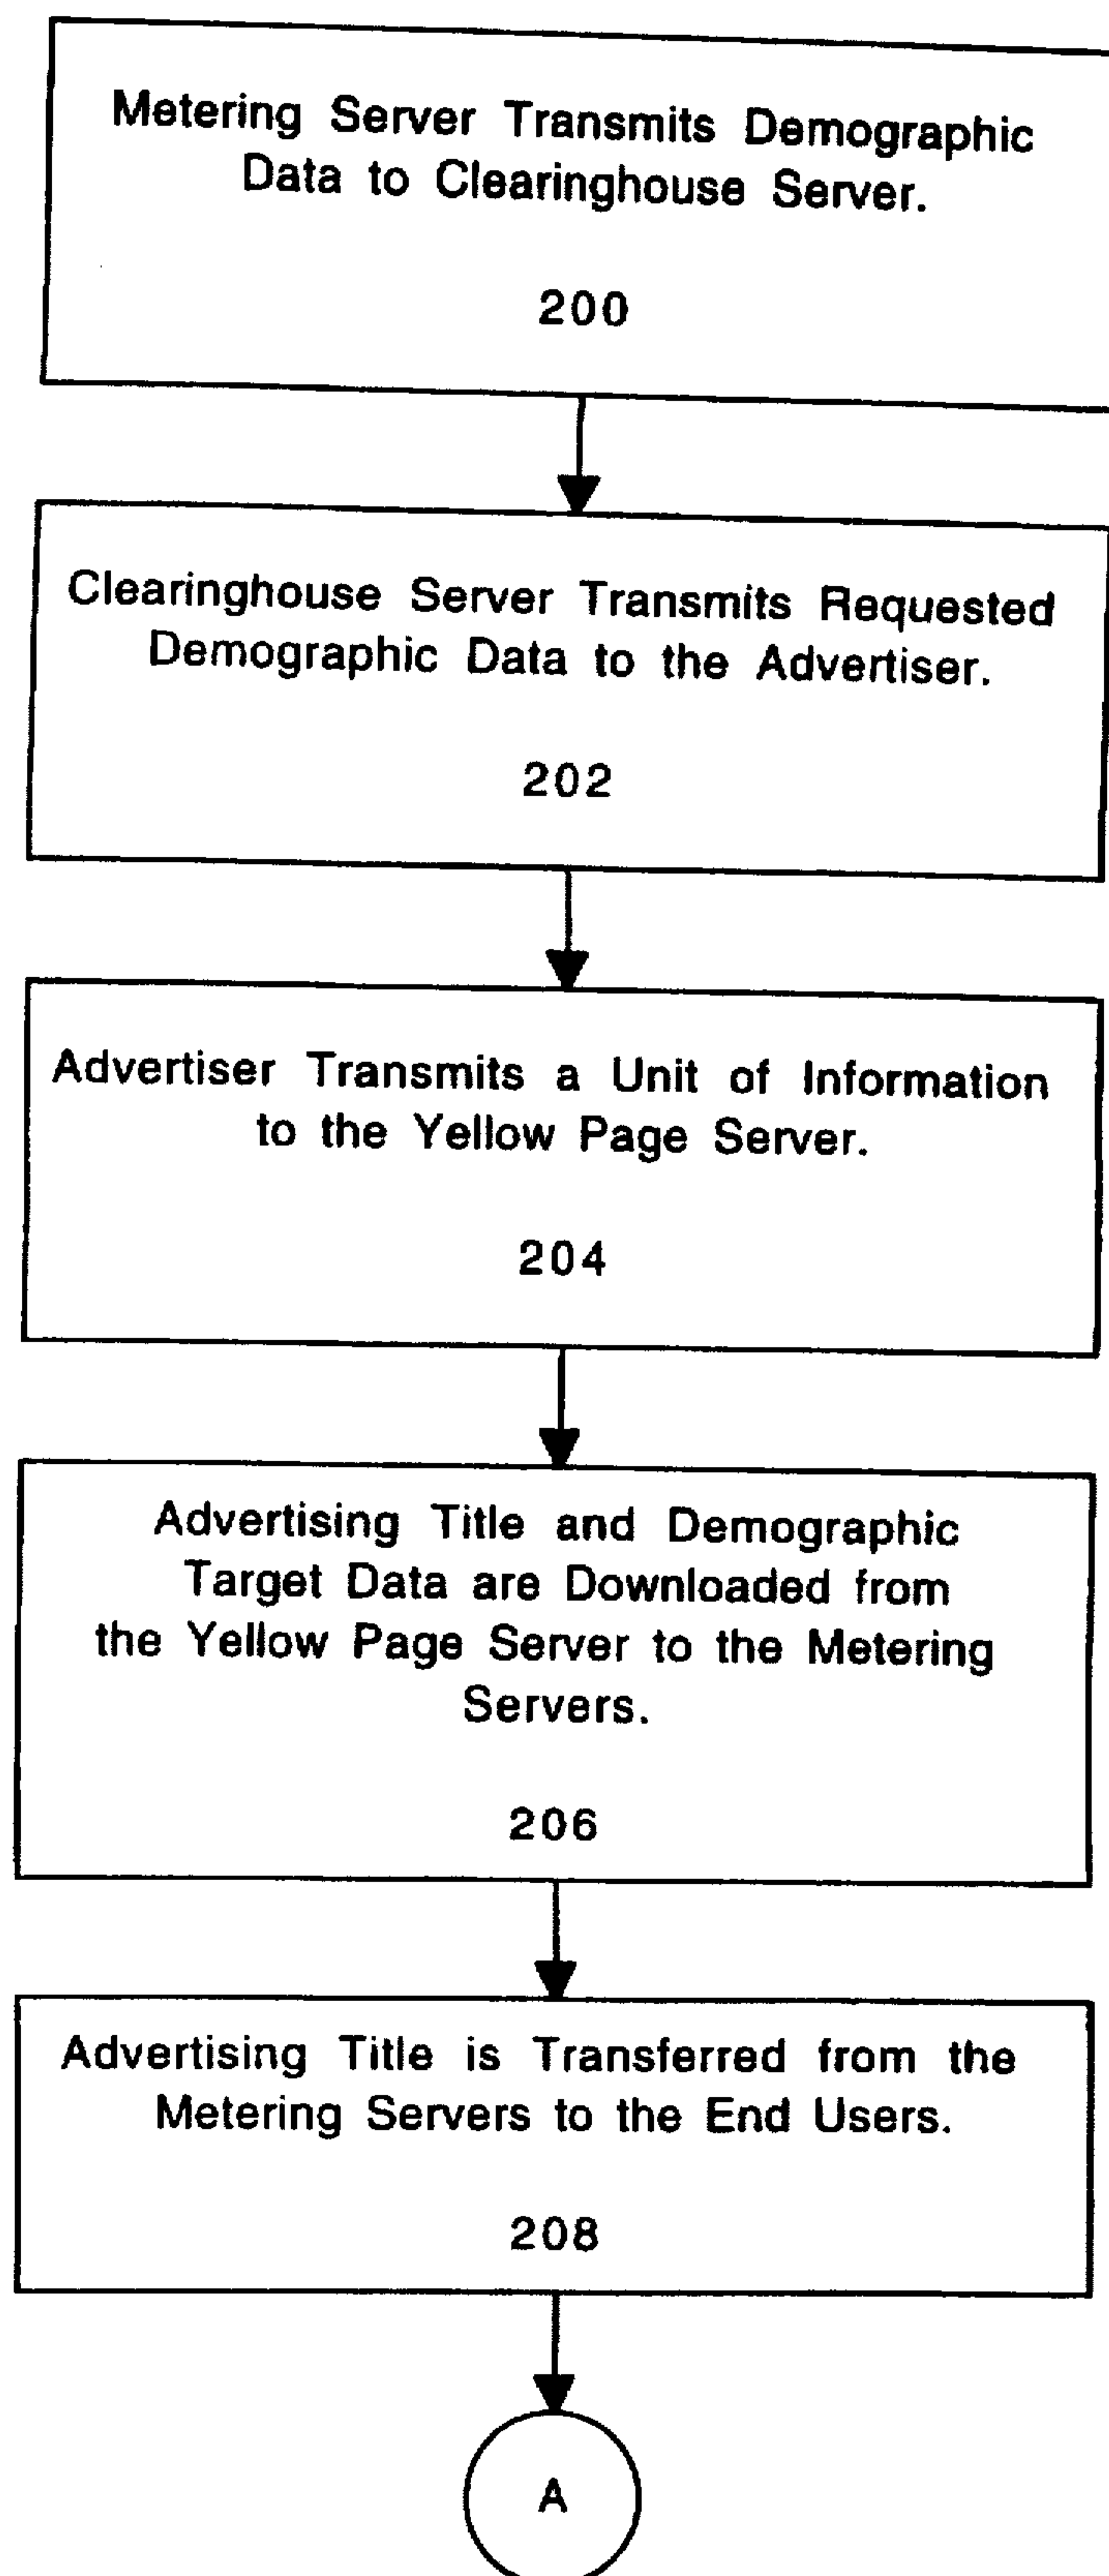 Metering Server Transmits Demographic
Data to Clearinghouse Server.
200
Clearinghouse Server Transmits Requested
Demographic Data to the Advertiser.
202
Advertiser Transmits a Unit of Information
to the Yellow Page Server.
204
Advertising Title and Demographic
Target Data are Downloaded from
the Yellow Page Server to the Metering
Servers.
206
Advertising Title is Transferred from the
Metering Servers to the End Users.
208
A